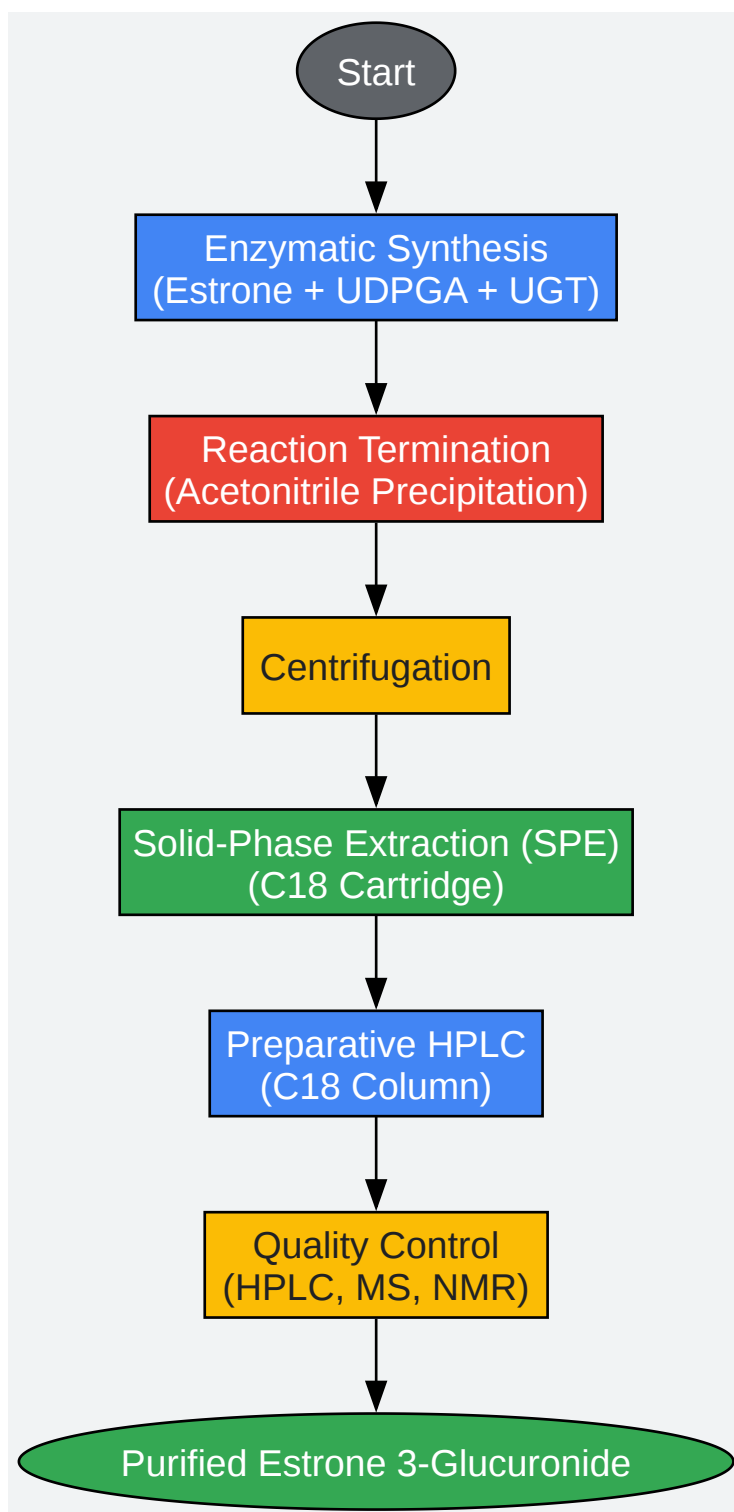 Start
Enzymatic Synthesis
(Estrone + UDPGA + UGT)
Reaction Termination
(Acetonitrile Precipitation)
Centrifugation
Solid-Phase Extraction (SPE)
(C18 Cartridge)
Preparative HPLC
(C18 Column)
Quality Control
(HPLC, MS, NMR)
Purified Estrone 3-Glucuronide